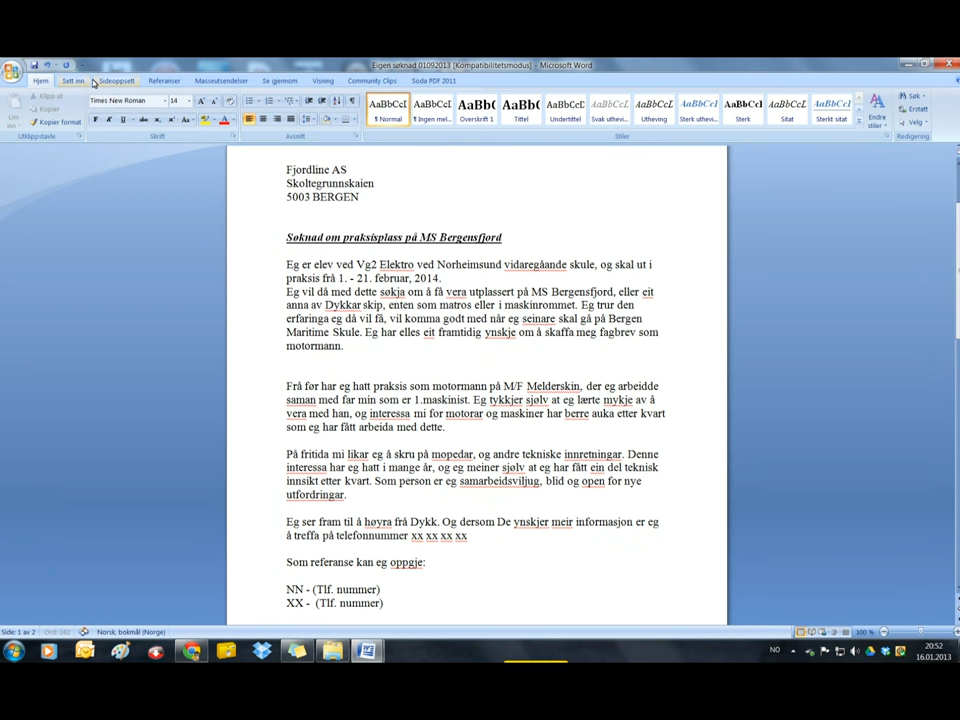 Eigen søknad 01092013 [Kompatibilitetsmodus] - Microsoft Word
Hjem Sett inn Sideoppsett Referanser Masseutsendelser Se gjennom Visning Community Clips Soda PDF 2011
Lim inn
Klipp ut
Kopier
Kopier format
Utklippstavle
Times New Roman 14
Skrift
Avsnitt
AaBbCcI AaBbCcI AaBb( AaBb( AaBbCcDc AaBbCcI AaBbCcI AaBbCcI AaBbCcI AaBbCcI AaBbCcI
¶ Normal ¶ Ingen mel... Overskrift 1 Tittel Undertittel Svak uthevi... Utheving Sterk uthevi... Sterk Sitat Sterkt sitat
Stiler
Endre stiler
Søk
Erstatt
Velg
Redigering
Fjordline AS
Skoltegrunnskaien
5003 BERGEN
Søknad om praksisplass på MS Bergensfjord
Eg er elev ved Vg2 Elektro ved Norheimsund vidaregåande skule, og skal ut i
praksis frå 1. - 21. februar, 2014.
Eg vil då med dette søkja om å få vera utplassert på MS Bergensfjord, eller eit
anna av Dykkar skip, enten som matros eller i maskinrommet. Eg trur den
erfaringa eg då vil få, vil komma godt med når eg seinare skal gå på Bergen
Maritime Skule. Eg har elles eit framtidig ynskje om å skaffa meg fagbrev som
motormann.
Frå før har eg hatt praksis som motormann på M/F Melderskin, der eg arbeidde
saman med far min som er 1.maskinist. Eg tykkjer sjølv at eg lærte mykje av å
vera med han, og interessa mi for motorar og maskiner har berre auka etter kvart
som eg har fått arbeida med dette.
På fritida mi likar eg å skru på mopedar, og andre tekniske innretningar. Denne
interessa har eg hatt i mange år, og eg meiner sjølv at eg har fått ein del teknisk
innsikt etter kvart. Som person er eg samarbeidsviljug, blid og open for nye
utfordringar.
Eg ser fram til å høyra frå Dykk. Og dersom De ynskjer meir informasjon er eg
å treffa på telefonnummer xx xx xx xx
Som referanse kan eg oppgje:
NN - (Tlf. nummer)
XX - (Tlf. nummer)
Side: 1 av 2 Ord: 242 Norsk, bokmål (Norge) 100 %
NO
20:52
16.01.2013